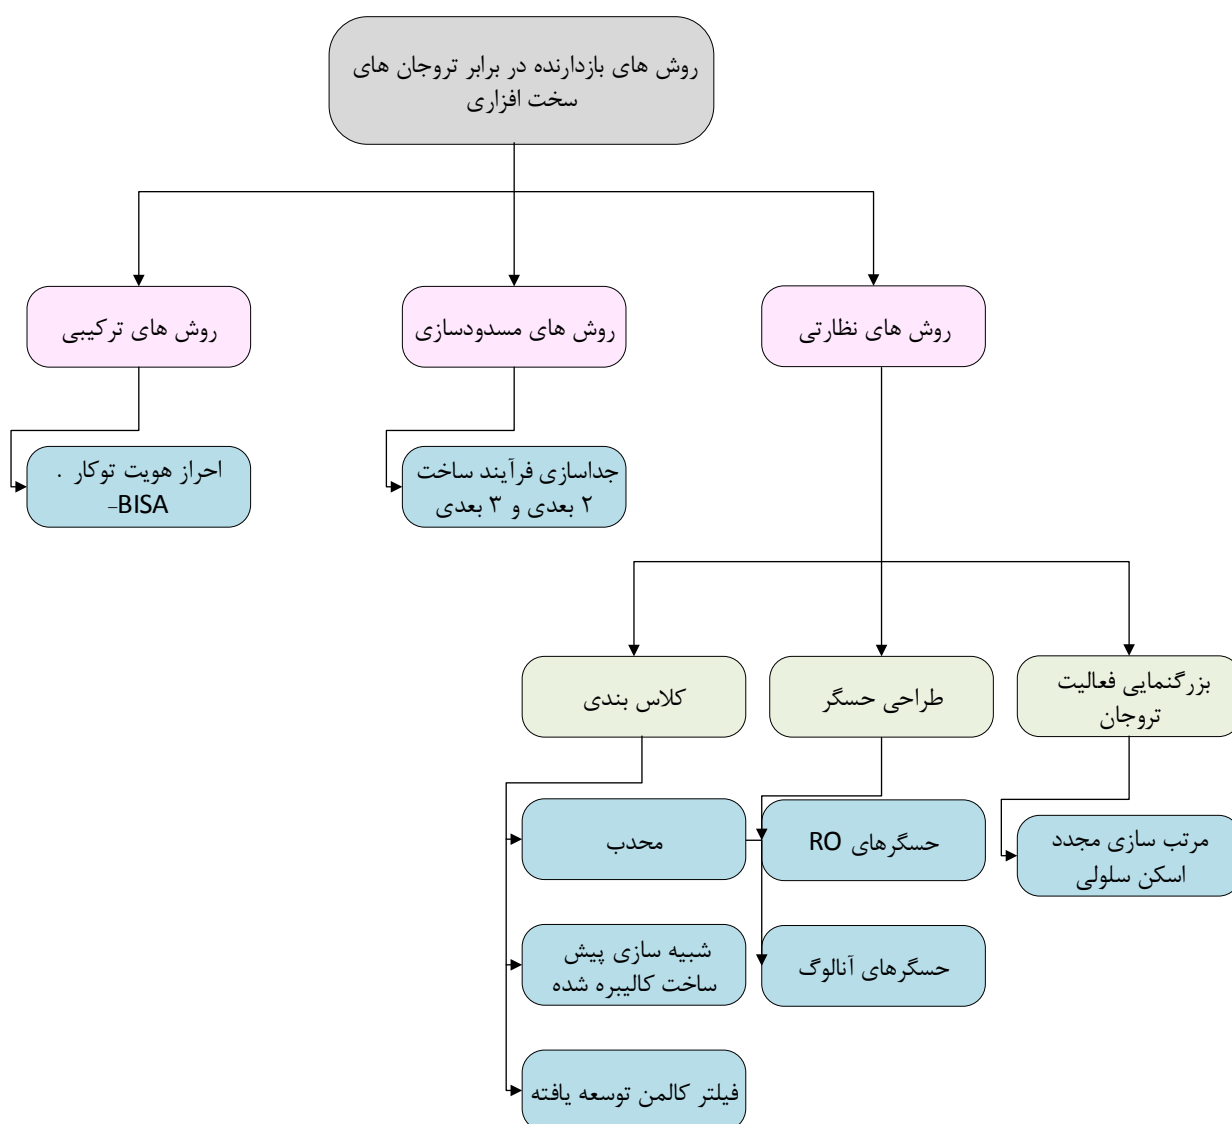 روش های بازدارنده در برابر تروجان های
سخت افزاری
روش های نظارتی
روش های مسدودسازی
روش های ترکیبی
جداسازی فرآیند ساخت
۲ بعدی و ۳ بعدی
احراز هویت توکار .
BISA-
بزرگنمایی فعالیت
تروجان
طراحی حسگر
کلاس بندی
مرتب سازی مجدد
اسکن سلولی
حسگرهای RO
محدب
حسگرهای آنالوگ
شبیه سازی پیش
ساخت کالیبره شده
فیلتر کالمن توسعه یافته